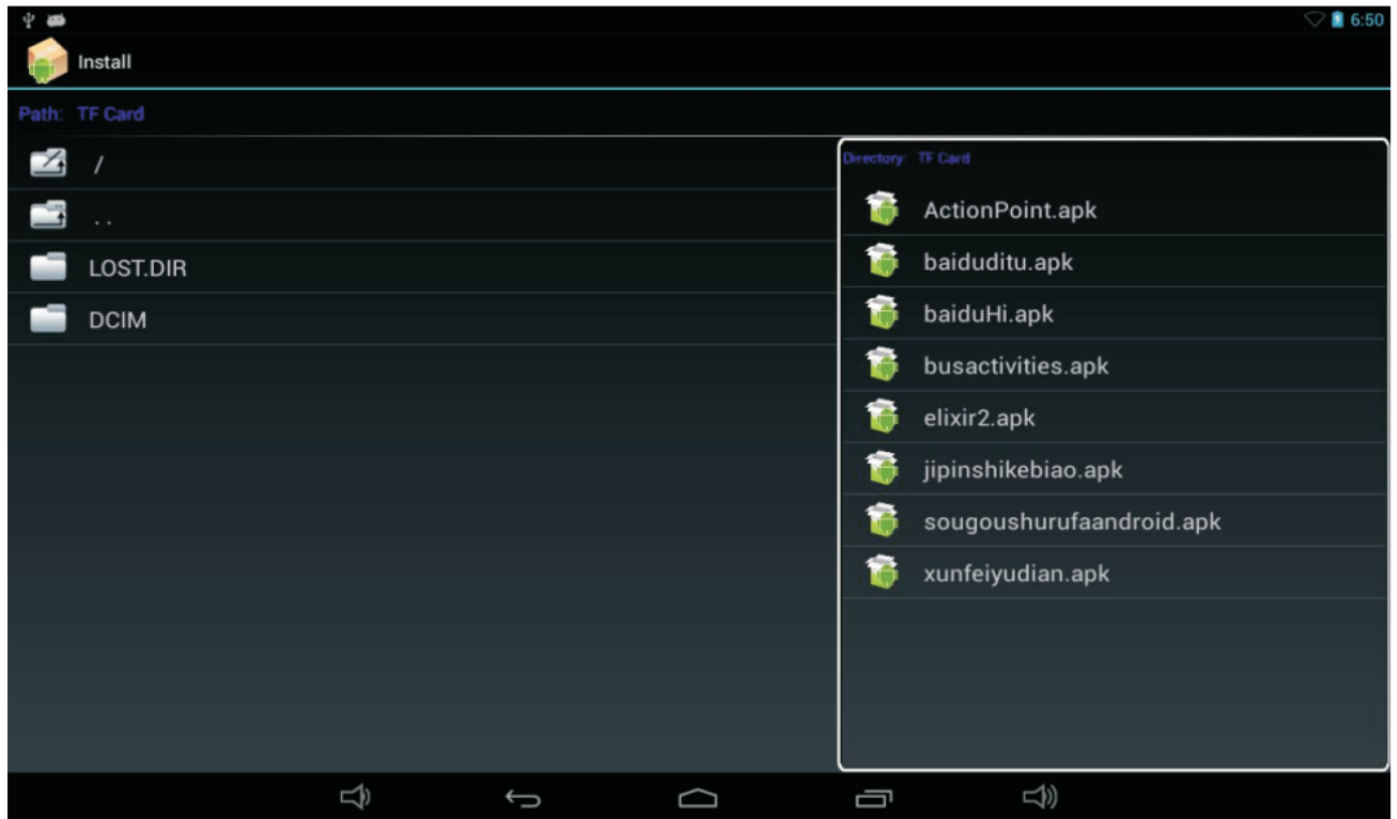 6:50
Install
Path: TF Card
/
..
LOST.DIR
DCIM
Directory: TF Card
ActionPoint.apk
baiduditu.apk
baiduHi.apk
busactivities.apk
elixir2.apk
jipinshikebiao.apk
sougoushurufaandroid.apk
xunfeiyudian.apk